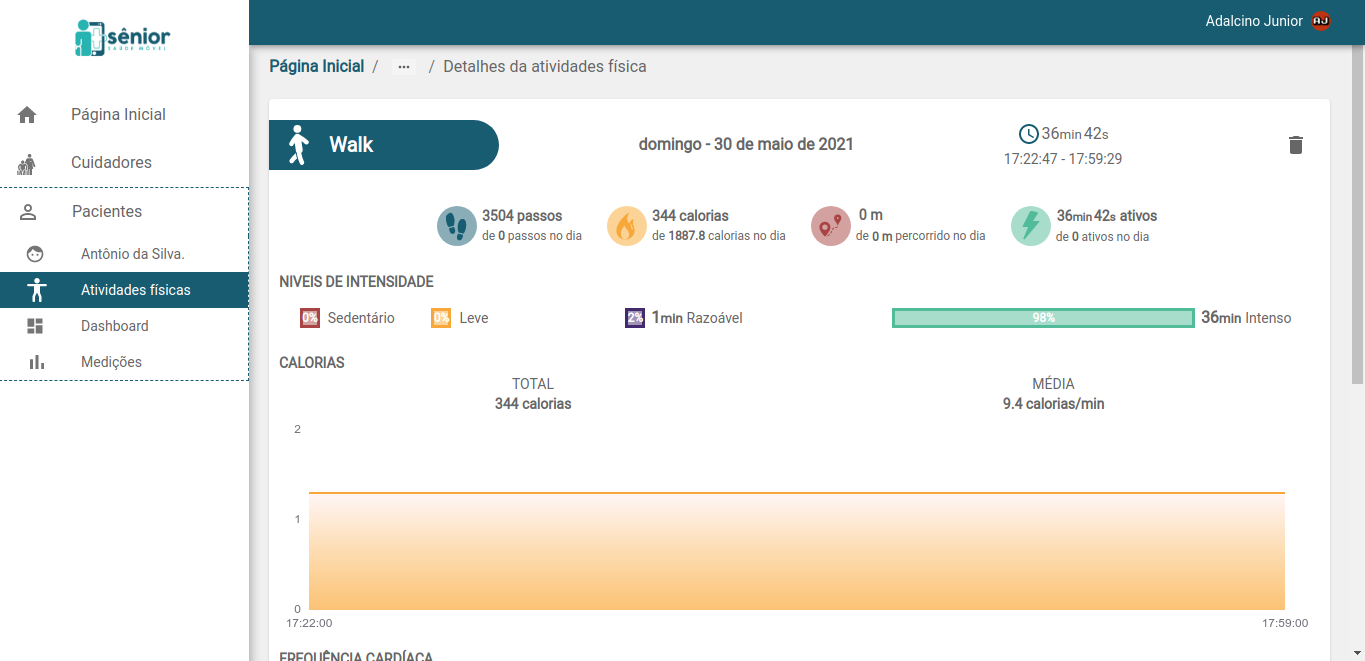 sênior
SAÚDE MÓVEL
Adalcino Junior AJ
Página Inicial / ... / Detalhes da atividades física
Página Inicial
Cuidadores
Pacientes
Antônio da Silva.
Atividades físicas
Dashboard
Medições
Walk
domingo - 30 de maio de 2021
36min 42s
17:22:47 - 17:59:29
3504 passos
de 0 passos no dia
344 calorias
de 1887.8 calorias no dia
0 m
de 0 m percorrido no dia
36min 42s ativos
de 0 ativos no dia
NIVEIS DE INTENSIDADE
0% Sedentário
0% Leve
2% 1min Razoável
98% 36min Intenso
CALORIAS
TOTAL
344 calorias
MÉDIA
9.4 calorias/min
2
1
0
17:22:00
17:59:00
FREQUÊNCIA CARDÍACA